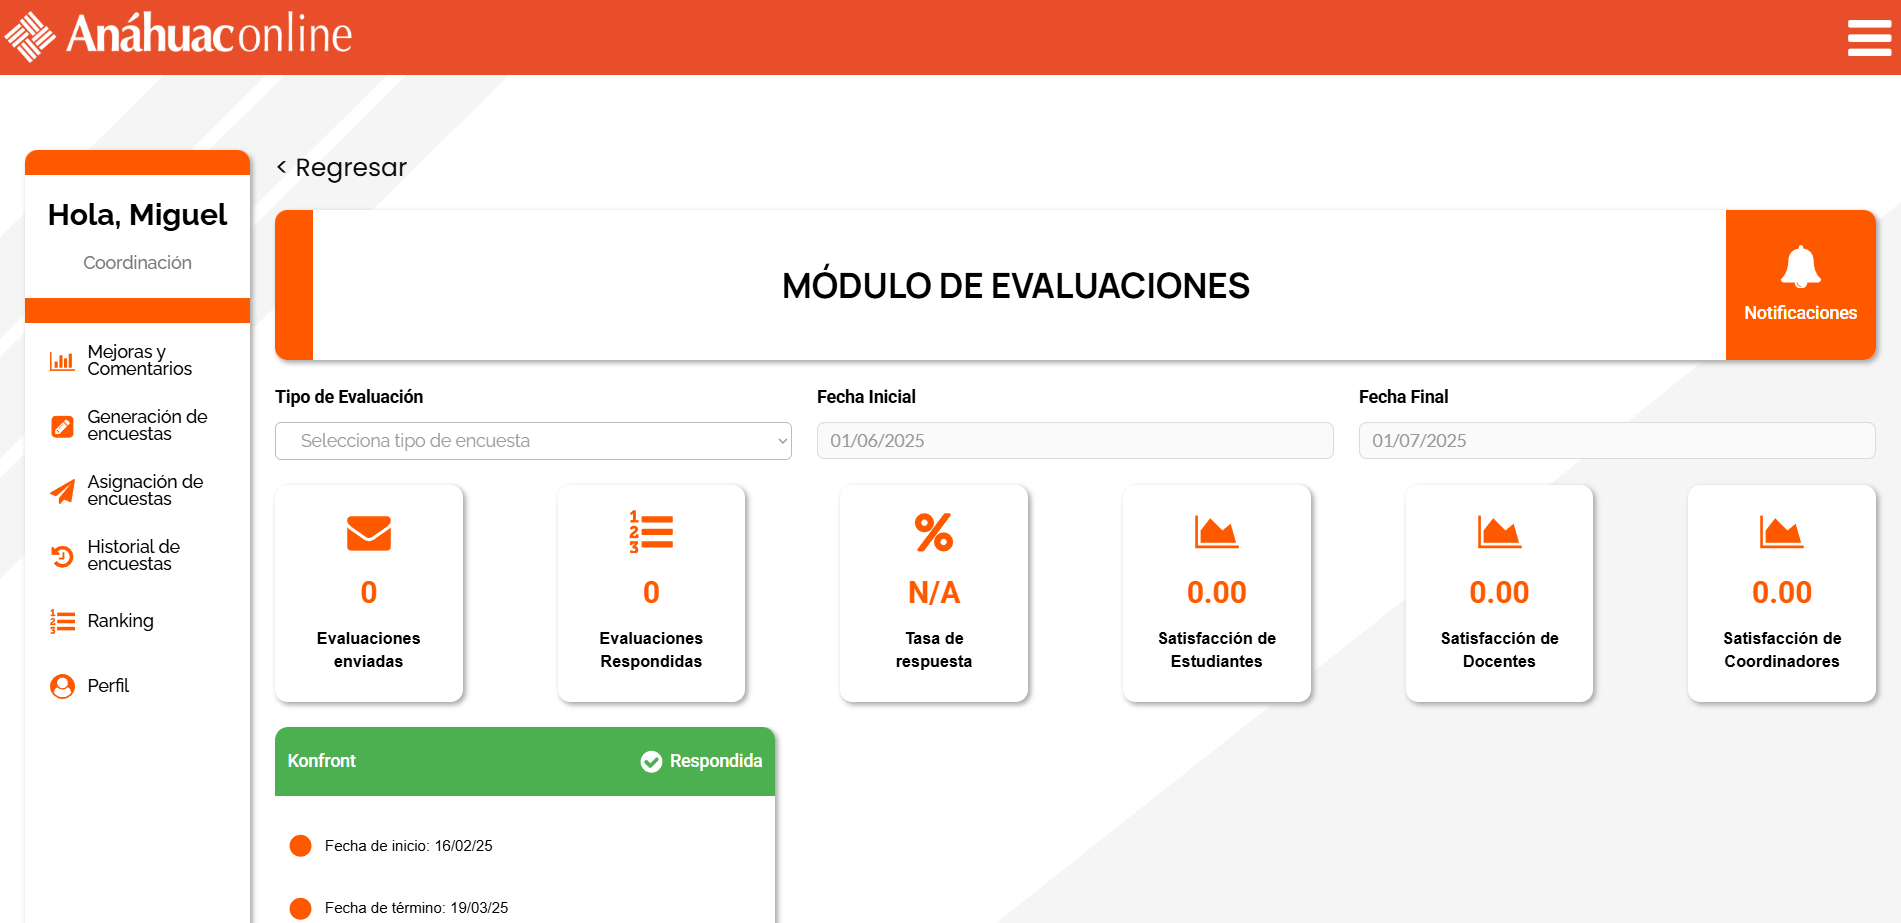 Anáhuac online
< Regresar
Hola, Miguel
Coordinación
Mejoras y
Comentarios
Generación de
encuestas
Asignación de
encuestas
Historial de
encuestas
Ranking
Perfil
MÓDULO DE EVALUACIONES
Notificaciones
Tipo de Evaluación
Selecciona tipo de encuesta
Fecha Inicial
01/06/2025
Fecha Final
01/07/2025
0
Evaluaciones
enviadas
0
Evaluaciones
Respondidas
N/A
Tasa de
respuesta
0.00
Satisfacción de
Estudiantes
0.00
Satisfacción de
Docentes
0.00
Satisfacción de
Coordinadores
Konfront
Respondida
Fecha de inicio: 16/02/25
Fecha de término: 19/03/25